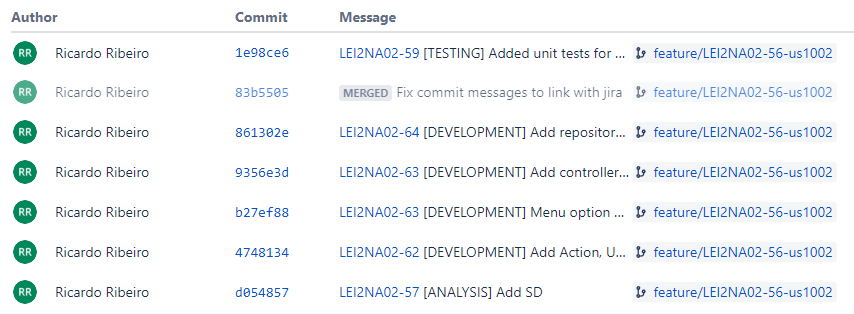 Author Commit Message
RR Ricardo Ribeiro 1e98ce6 LEI2NA02-59 [TESTING] Added unit tests for ... feature/LEI2NA02-56-us1002
RR Ricardo Ribeiro 83b5505 MERGED Fix commit messages to link with jira feature/LEI2NA02-56-us1002
RR Ricardo Ribeiro 861302e LEI2NA02-64 [DEVELOPMENT] Add repositor... feature/LEI2NA02-56-us1002
RR Ricardo Ribeiro 9356e3d LEI2NA02-63 [DEVELOPMENT] Add controller... feature/LEI2NA02-56-us1002
RR Ricardo Ribeiro b27ef88 LEI2NA02-63 [DEVELOPMENT] Menu option ... feature/LEI2NA02-56-us1002
RR Ricardo Ribeiro 4748134 LEI2NA02-62 [DEVELOPMENT] Add Action, U... feature/LEI2NA02-56-us1002
RR Ricardo Ribeiro d054857 LEI2NA02-57 [ANALYSIS] Add SD feature/LEI2NA02-56-us1002